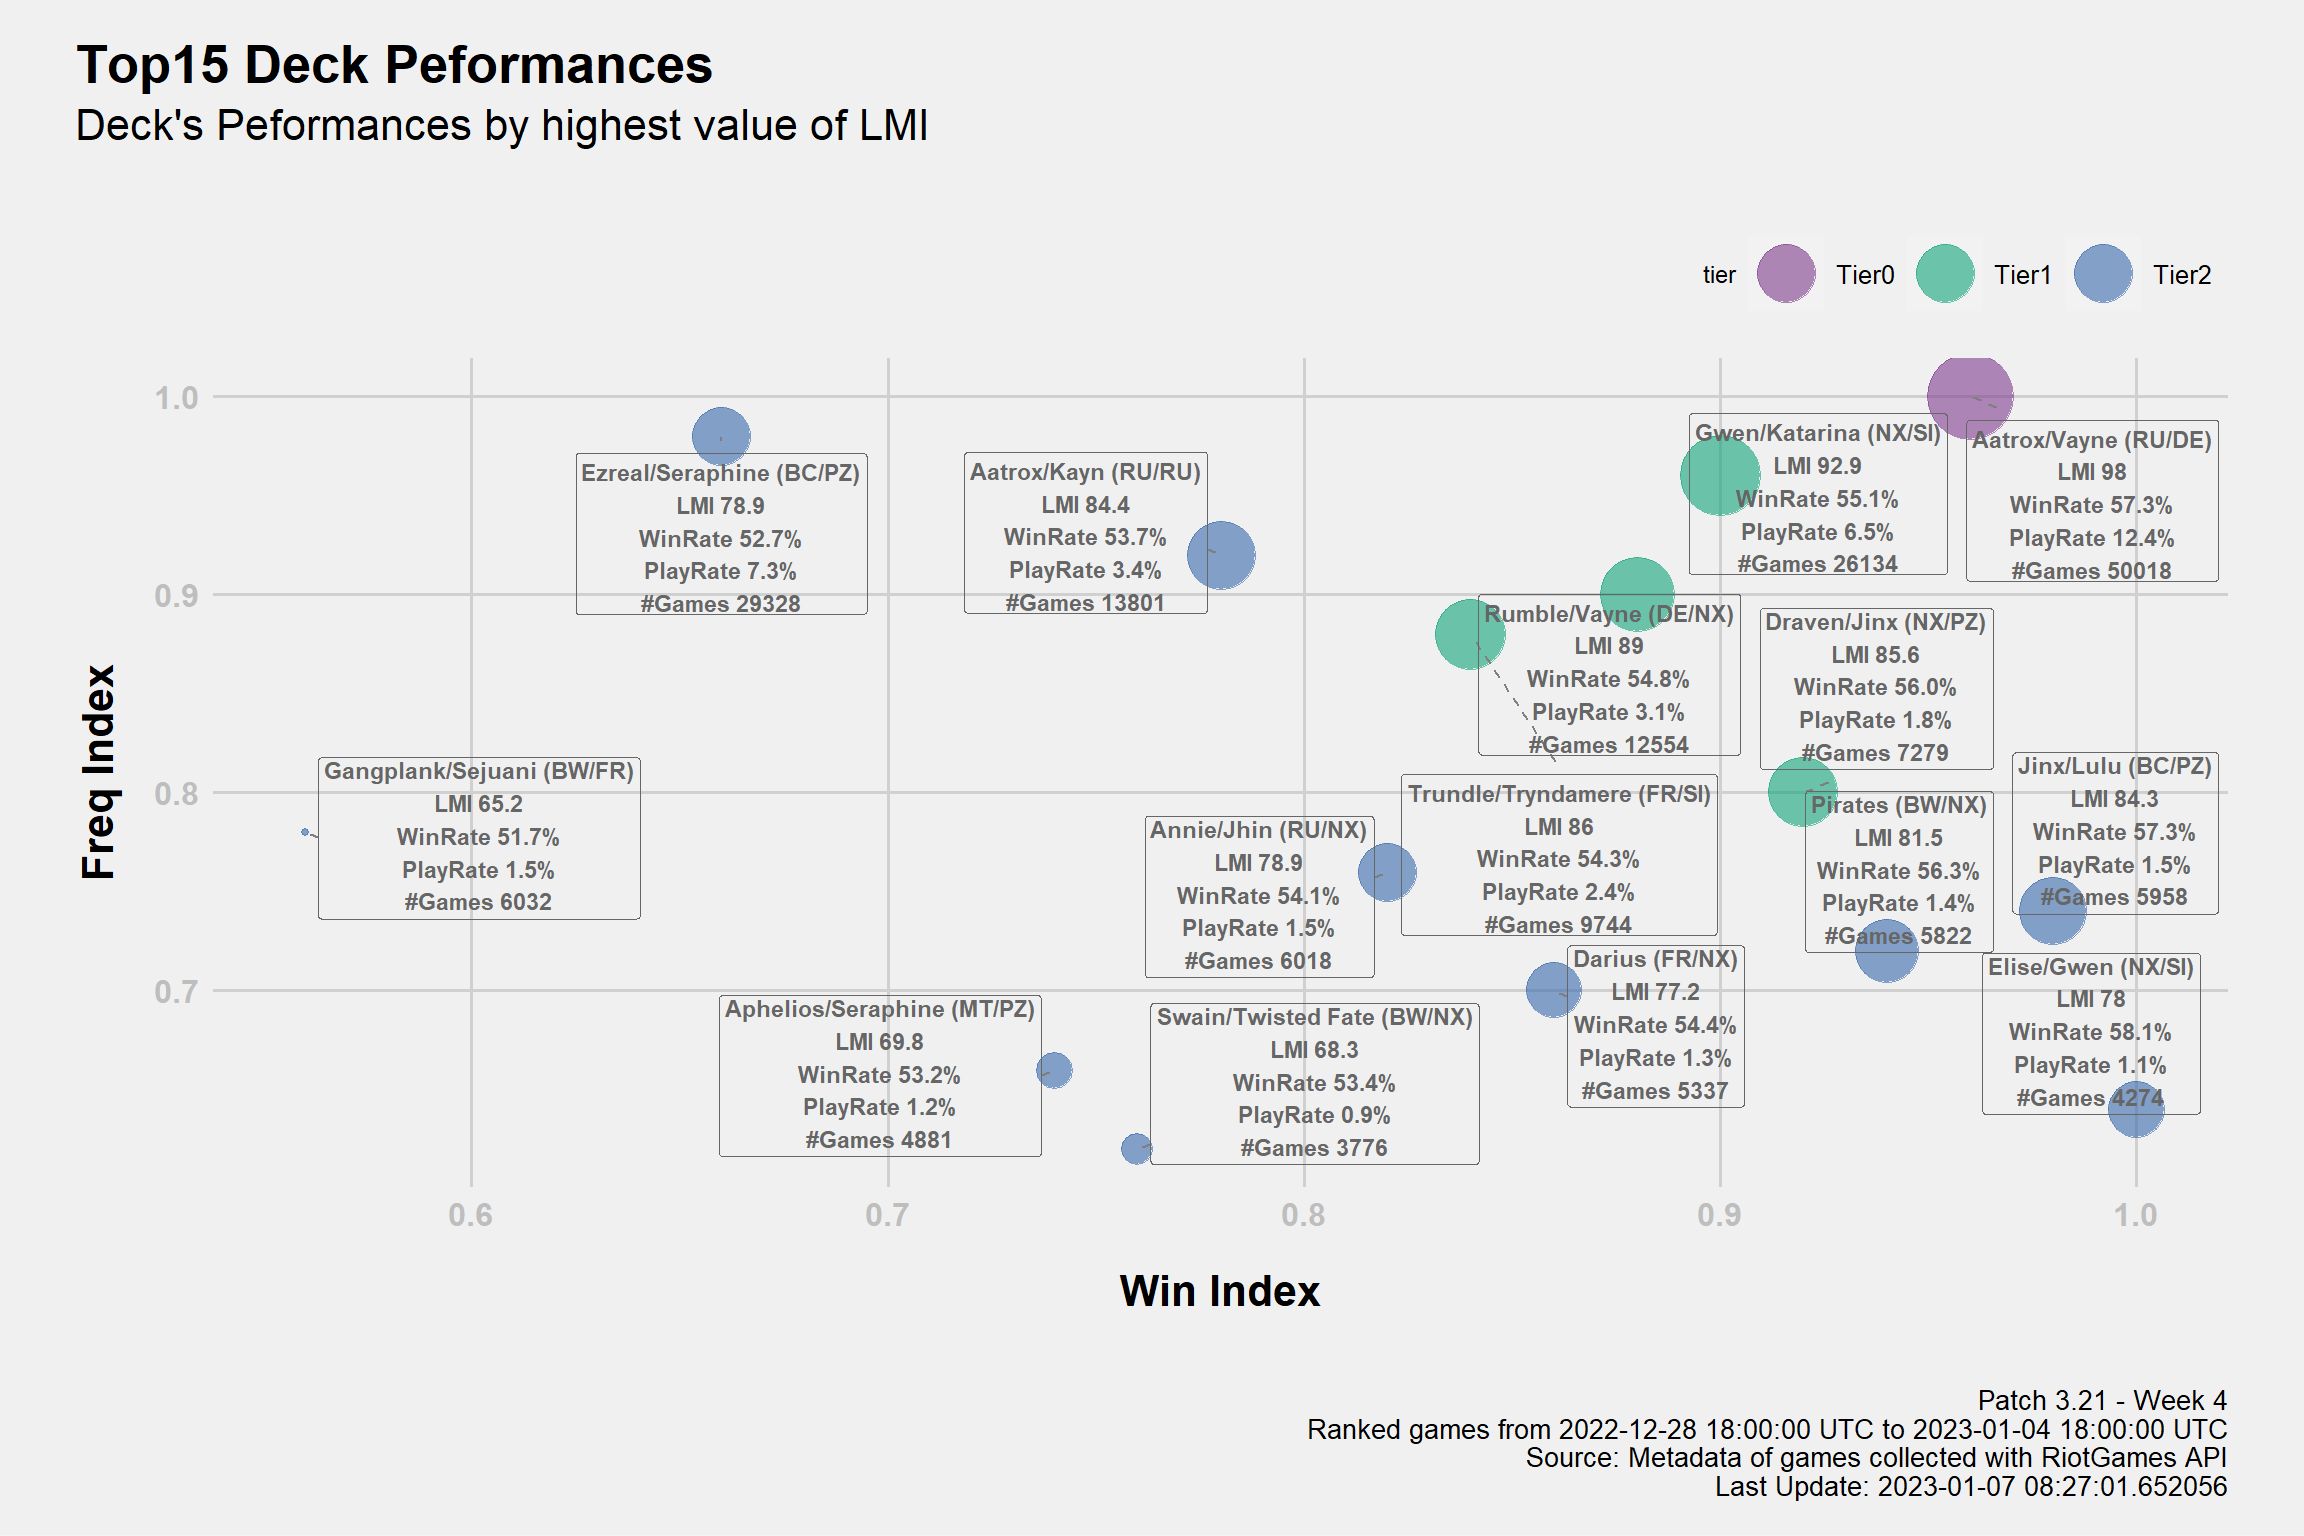 Top15 Deck Peformances
Deck's Peformances by highest value of LMI
tier Tier0 Tier1 Tier2
Freq Index
1.0
0.9
0.8
0.7
Ezreal/Seraphine (BC/PZ)
LMI 78.9
WinRate 52.7%
PlayRate 7.3%
#Games 29328
Aatrox/Kayn (RU/RU)
LMI 84.4
WinRate 53.7%
PlayRate 3.4%
#Games 13801
Gwen/Katarina (NX/SI)
LMI 92.9
WinRate 55.1%
PlayRate 6.5%
#Games 26134
Aatrox/Vayne (RU/DE)
LMI 98
WinRate 57.3%
PlayRate 12.4%
#Games 50018
Rumble/Vayne (DE/NX)
LMI 89
WinRate 54.8%
PlayRate 3.1%
#Games 12554
Draven/Jinx (NX/PZ)
LMI 85.6
WinRate 56.0%
PlayRate 1.8%
#Games 7279
Gangplank/Sejuani (BW/FR)
LMI 65.2
WinRate 51.7%
PlayRate 1.5%
#Games 6032
Annie/Jhin (RU/NX)
LMI 78.9
WinRate 54.1%
PlayRate 1.5%
#Games 6018
Trundle/Tryndamere (FR/SI)
LMI 86
WinRate 54.3%
PlayRate 2.4%
#Games 9744
Pirates (BW/NX)
LMI 81.5
WinRate 56.3%
PlayRate 1.4%
#Games 5822
Jinx/Lulu (BC/PZ)
LMI 84.3
WinRate 57.3%
PlayRate 1.5%
#Games 5958
Aphelios/Seraphine (MT/PZ)
LMI 69.8
WinRate 53.2%
PlayRate 1.2%
#Games 4881
Swain/Twisted Fate (BW/NX)
LMI 68.3
WinRate 53.4%
PlayRate 0.9%
#Games 3776
Darius (FR/NX)
LMI 77.2
WinRate 54.4%
PlayRate 1.3%
#Games 5337
Elise/Gwen (NX/SI)
LMI 78
WinRate 58.1%
PlayRate 1.1%
#Games 4274
0.6 0.7 0.8 0.9 1.0
Win Index
Patch 3.21 - Week 4
Ranked games from 2022-12-28 18:00:00 UTC to 2023-01-04 18:00:00 UTC
Source: Metadata of games collected with RiotGames API
Last Update: 2023-01-07 08:27:01.652056